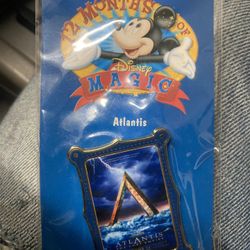 12 MONTHS OF
Disney
MAGIC
Atlantis
ATLANTIS